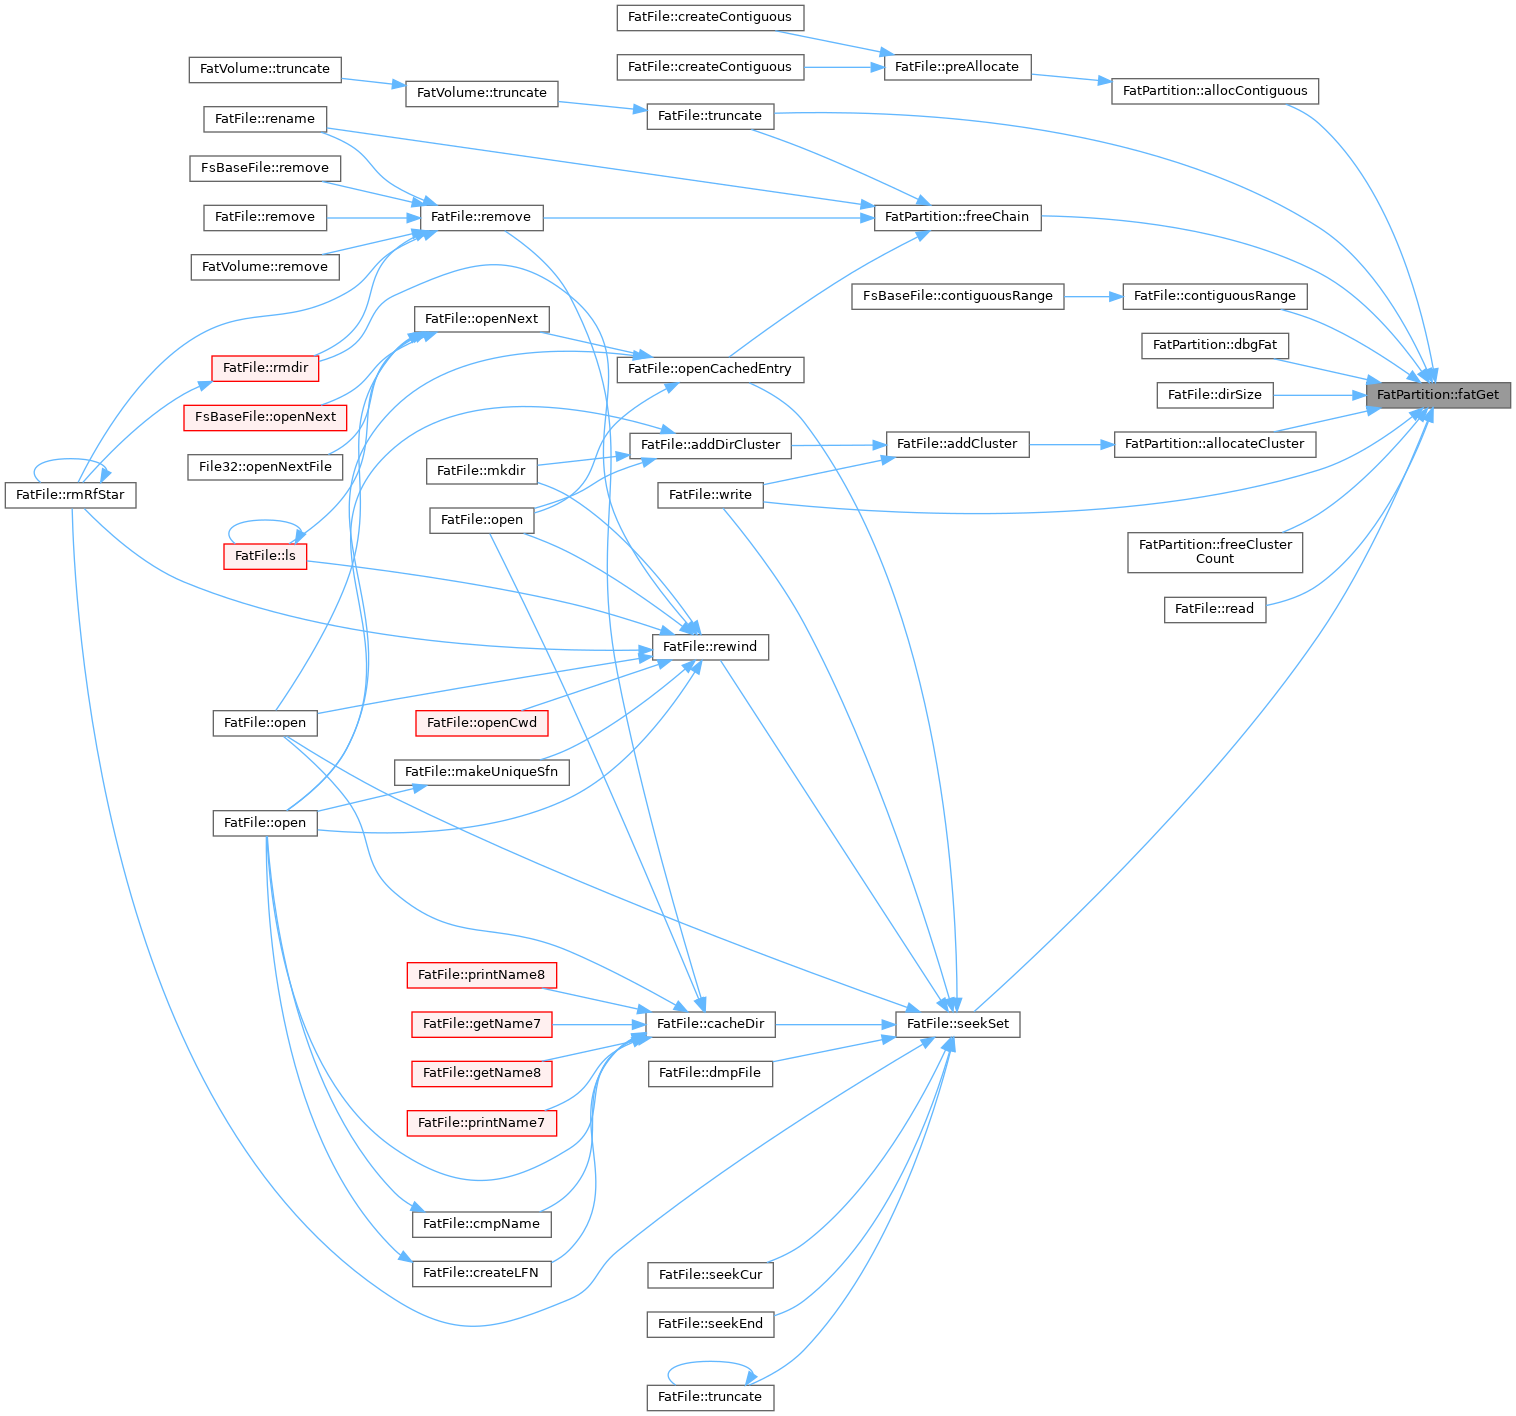 FatFile::createContiguous
FatVolume::truncate
FatFile::createContiguous
FatFile::preAllocate
FatVolume::truncate
FatPartition::allocContiguous
FatFile::rename
FatFile::truncate
FsBaseFile::remove
FatFile::remove
FatFile::remove
FatPartition::freeChain
FatVolume::remove
FsBaseFile::contiguousRange
FatFile::contiguousRange
FatFile::openNext
FatPartition::dbgFat
FatFile::rmdir
FatFile::openCachedEntry
FatFile::dirSize
FatPartition::fatGet
FsBaseFile::openNext
FatFile::addDirCluster
FatFile::addCluster
FatPartition::allocateCluster
File32::openNextFile
FatFile::mkdir
FatFile::rmRfStar
FatFile::write
FatFile::open
FatFile::ls
FatPartition::freeCluster
Count
FatFile::read
FatFile::rewind
FatFile::open
FatFile::openCwd
FatFile::makeUniqueSfn
FatFile::open
FatFile::printName8
FatFile::getName7
FatFile::cacheDir
FatFile::seekSet
FatFile::getName8
FatFile::dmpFile
FatFile::printName7
FatFile::cmpName
FatFile::createLFN
FatFile::seekCur
FatFile::seekEnd
FatFile::truncate